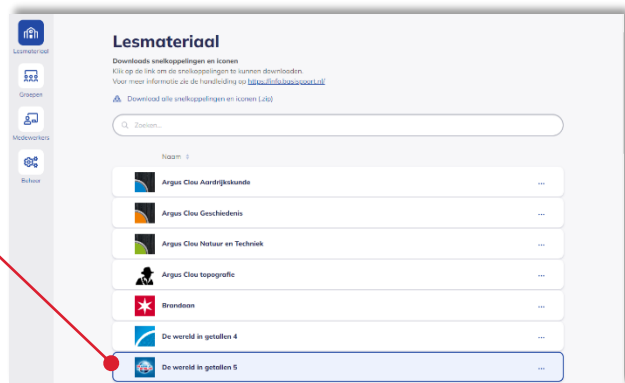 Lesmateriaal
Groepen
Medewerkers
Beheer
Lesmateriaal
Downloads snelkoppelingen en iconen
Klik op de link om de snelkoppelingen te kunnen downloaden.
Voor meer informatie zie de handleiding op https://info.basispoort.nl/
Download alle snelkoppelingen en iconen (.zip)
Zoeken...
Naam
Argus Clou Aardrijkskunde
Argus Clou Geschiedenis
Argus Clou Natuur en Techniek
Argus Clou topografie
Brandaan
De wereld in getallen 4
De wereld in getallen 5